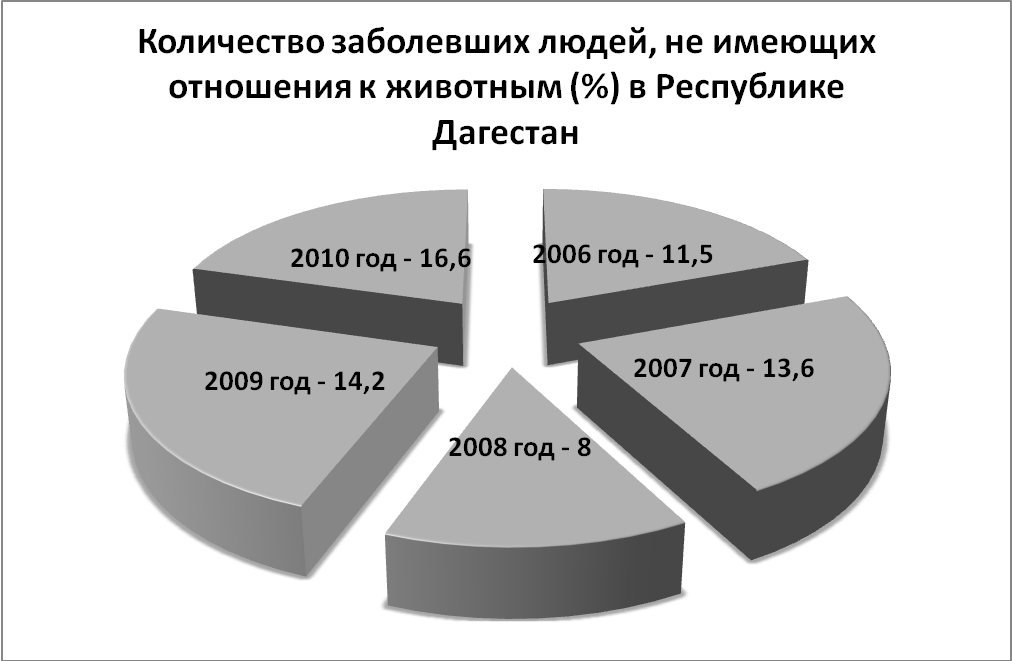 Количество заболевших людей, не имеющих
отношения к животным (%) в Республике
Дагестан
2010 год - 16,6
2006 год - 11,5
2009 год - 14,2
2007 год - 13,6
2008 год - 8